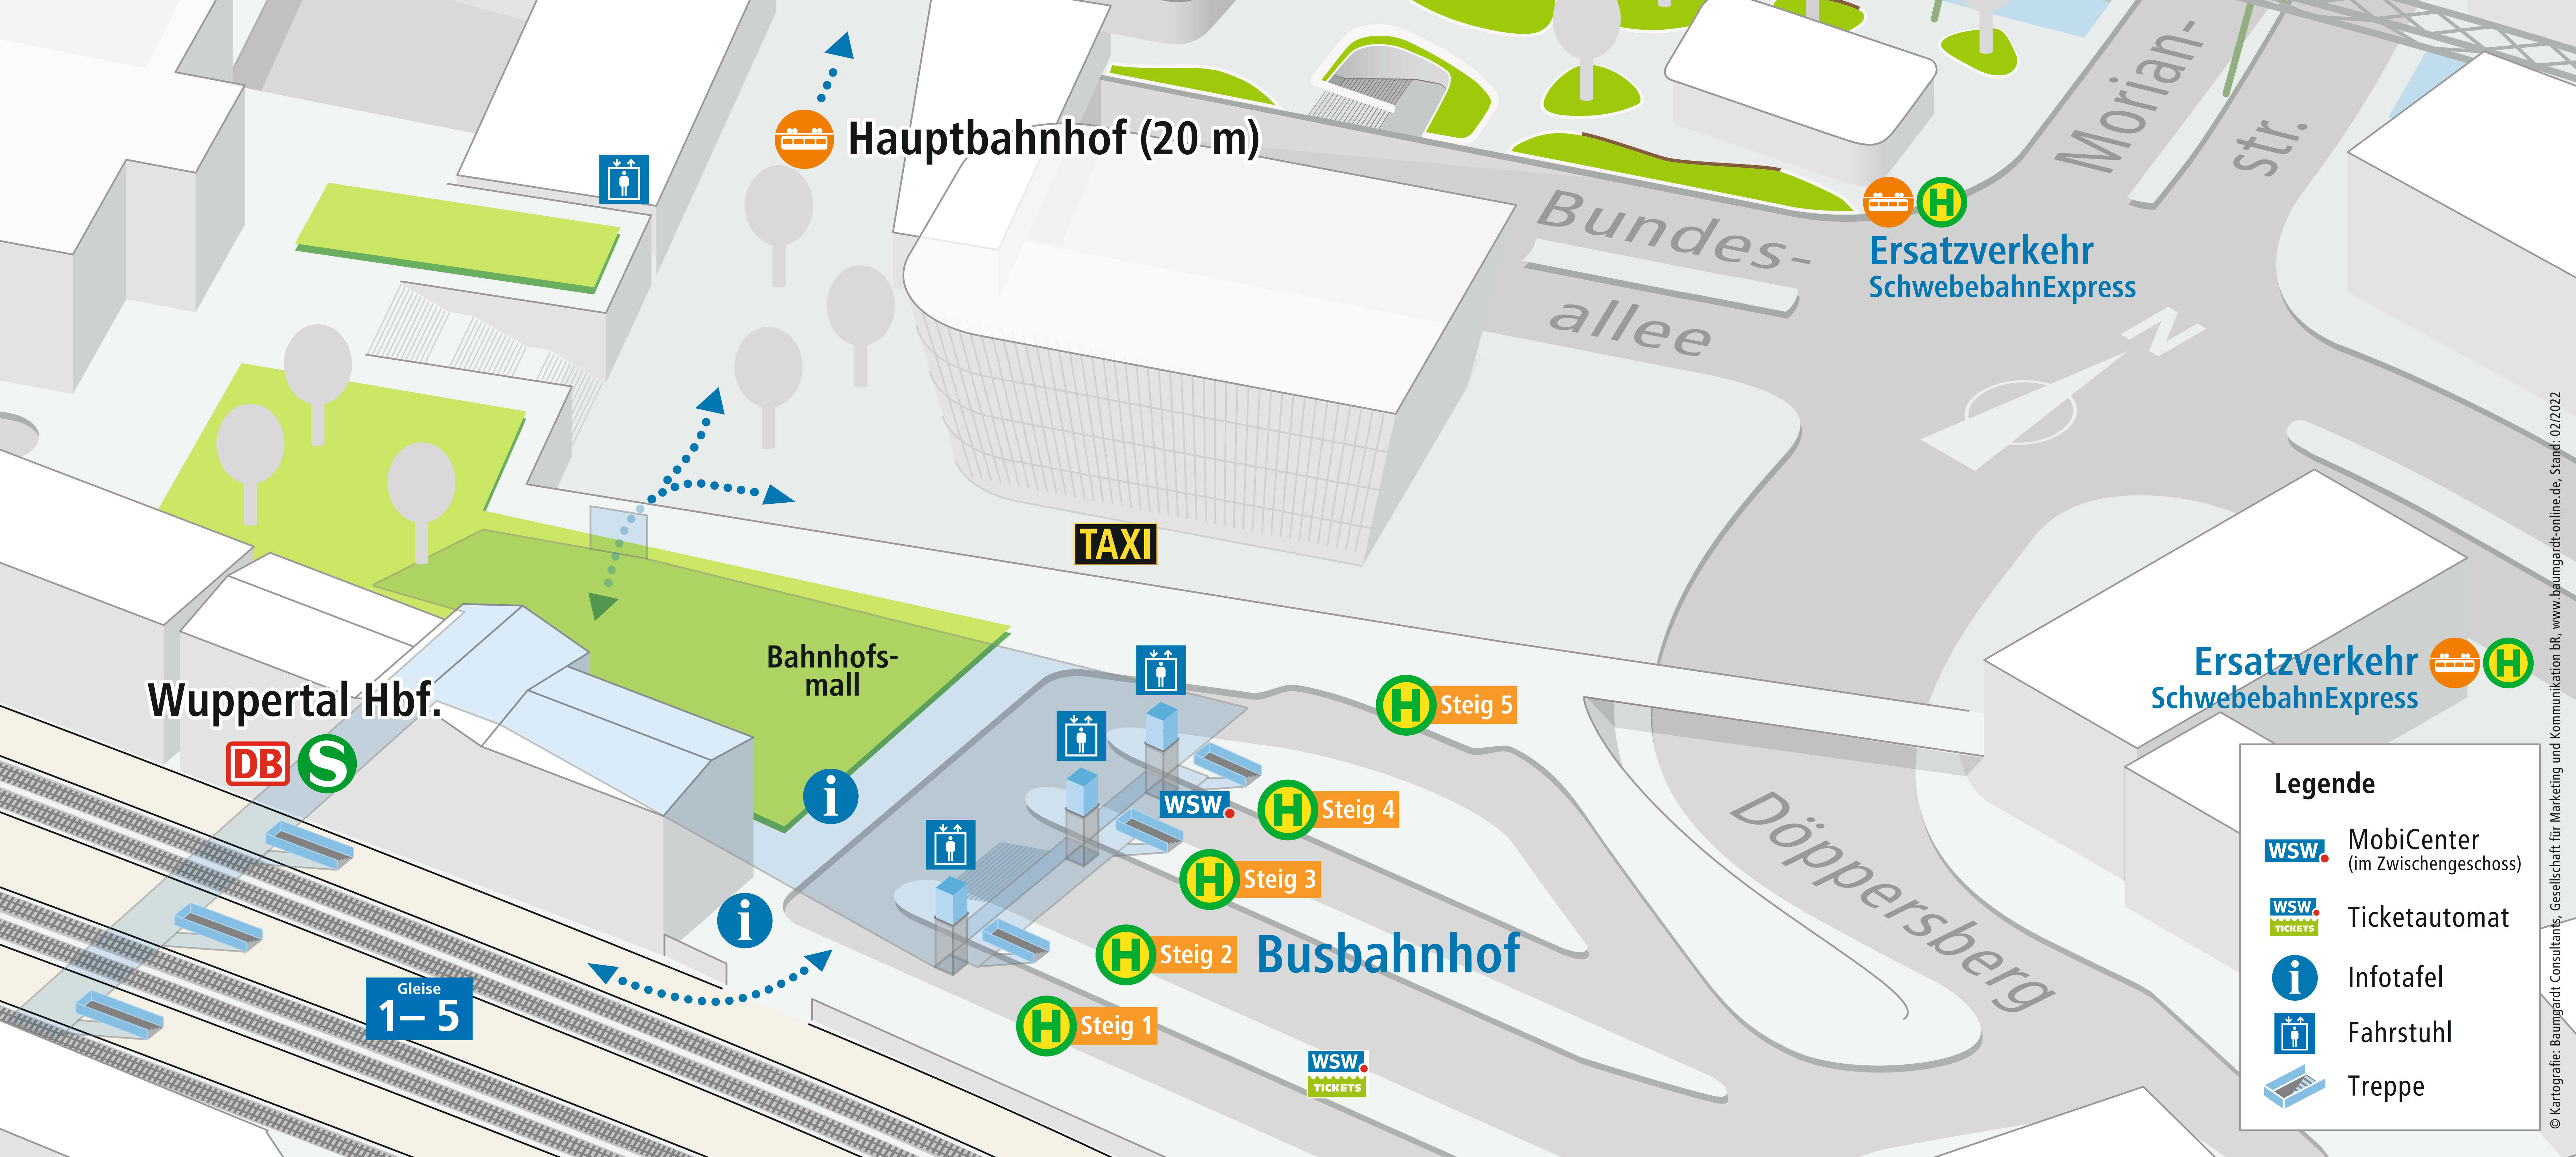 Hauptbahnhof (20 m)
Morian-
str.
Bundes-
allee
H
Ersatzverkehr
SchwebebahnExpress
N
TAXI
Bahnhofs-
mall
Wuppertal Hbf.
DB S
Gleise
1– 5
i
i
H Steig 5
WSW.
H Steig 4
H Steig 3
H Steig 2
Busbahnhof
H Steig 1
WSW.
TICKETS
Döppersberg
Ersatzverkehr H
SchwebebahnExpress
Legende
WSW. MobiCenter
(im Zwischengeschoss)
WSW.
TICKETS
Ticketautomat
i Infotafel
Fahrstuhl
Treppe
© Kartografie: Baumgardt Consultants, Gesellschaft für Marketing und Kommunikation bR, www.baumgardt-online.de, Stand: 02/2022